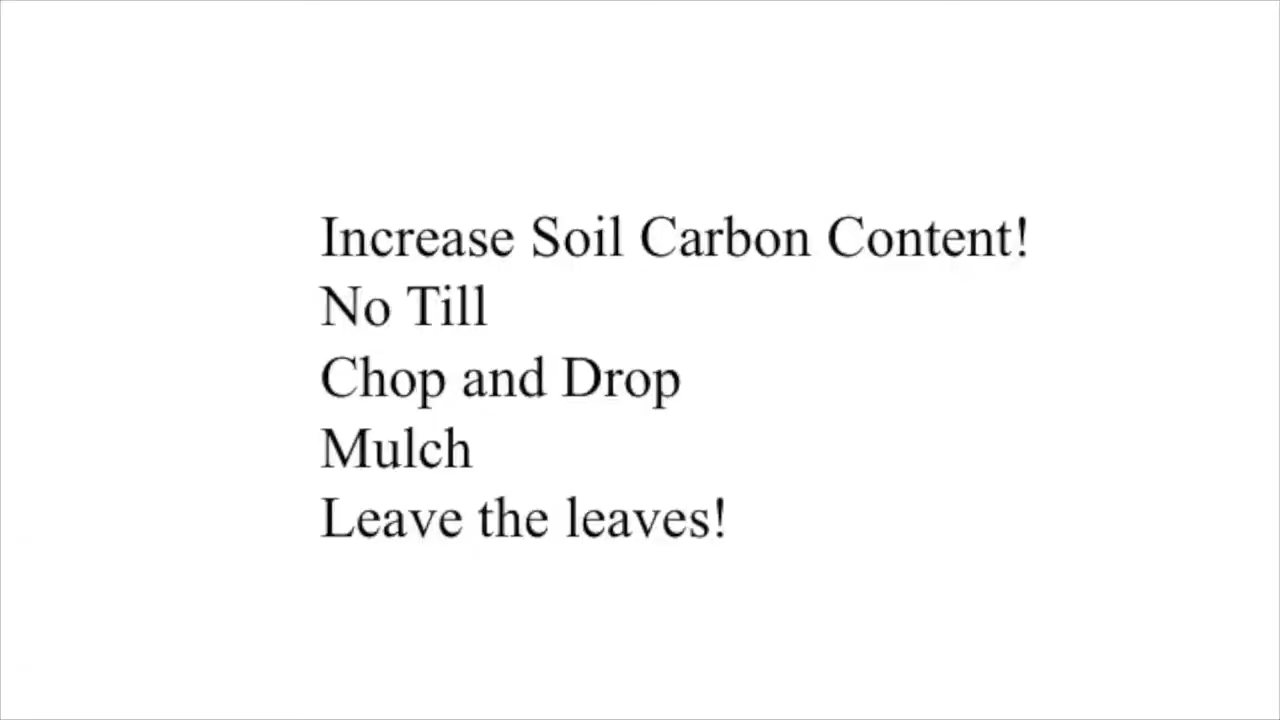 Increase Soil Carbon Content!
No Till
Chop and Drop
Mulch
Leave the leaves!